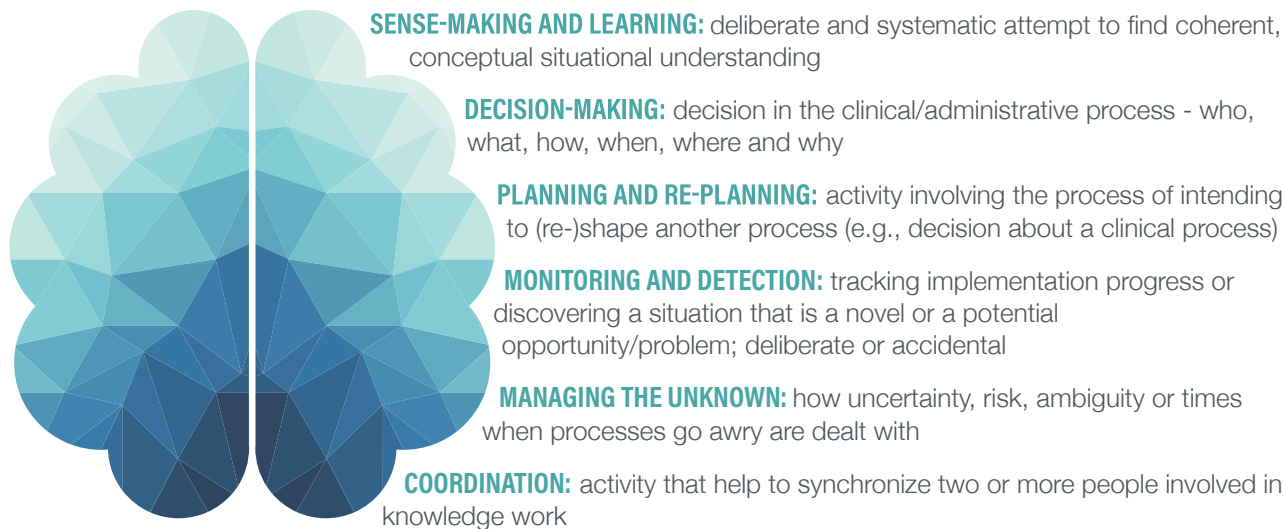 SENSE-MAKING AND LEARNING: deliberate and systematic attempt to find coherent,
conceptual situational understanding
DECISION-MAKING: decision in the clinical/administrative process - who,
what, how, when, where and why
PLANNING AND RE-PLANNING: activity involving the process of intending
to (re-)shape another process (e.g., decision about a clinical process)
MONITORING AND DETECTION: tracking implementation progress or
discovering a situation that is a novel or a potential
opportunity/problem; deliberate or accidental
MANAGING THE UNKNOWN: how uncertainty, risk, ambiguity or times
when processes go awry are dealt with
COORDINATION: activity that help to synchronize two or more people involved in
knowledge work